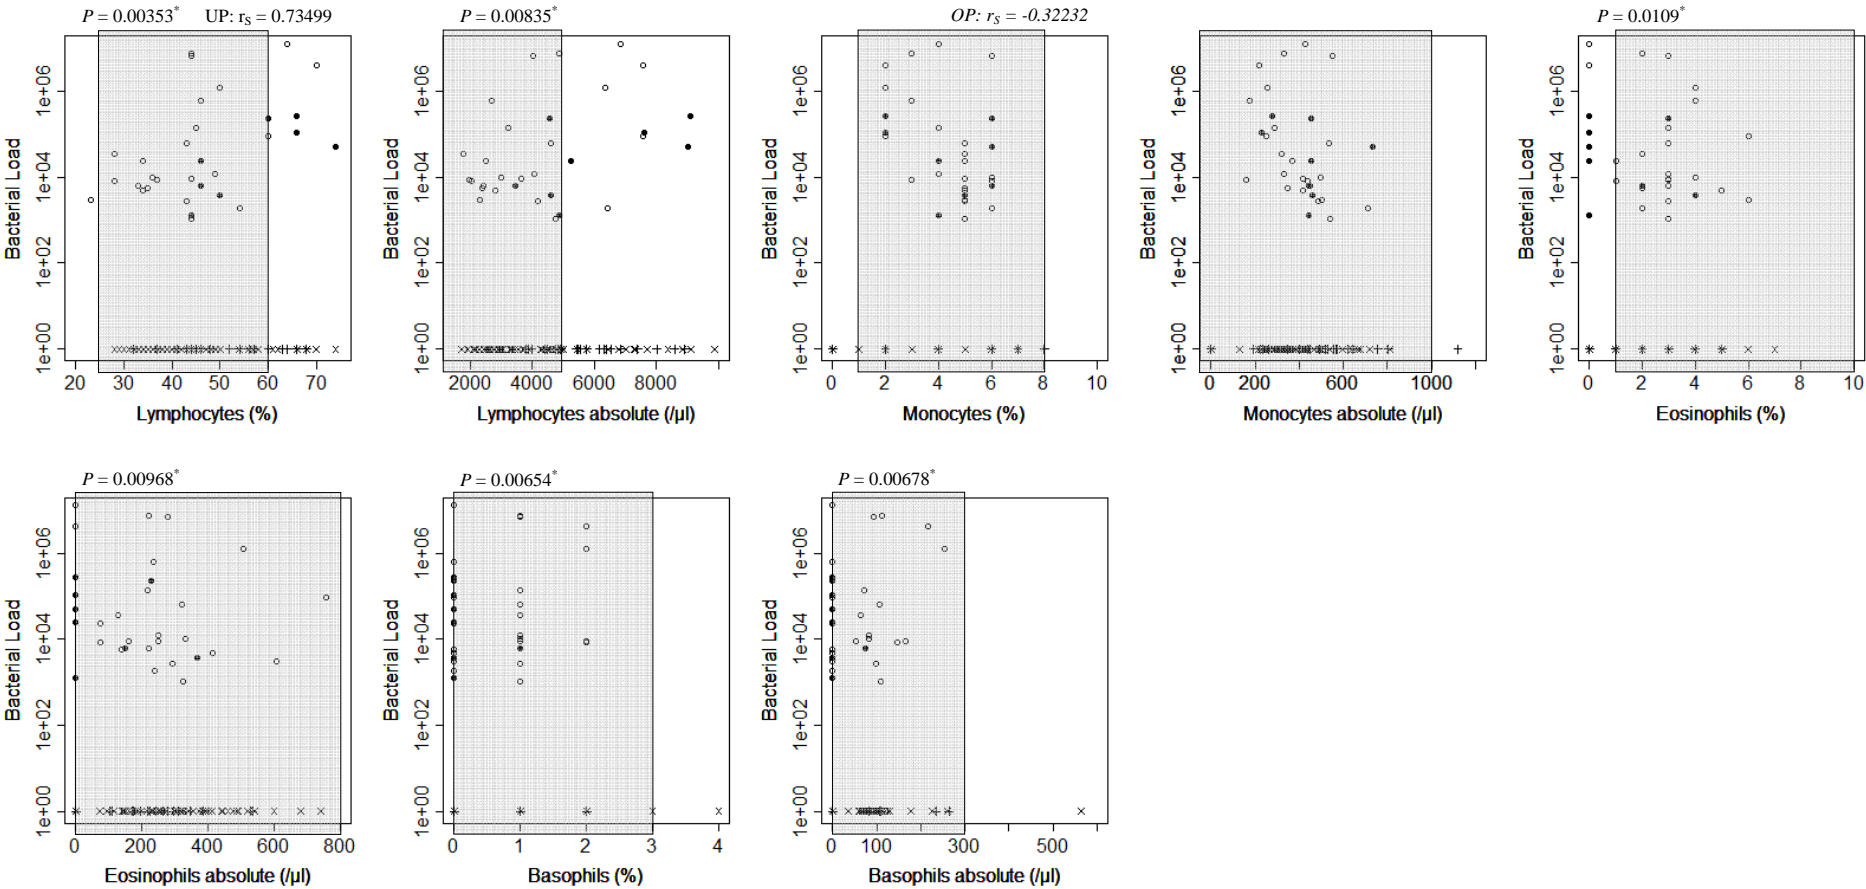 P = 0.00353* UP: rS = 0.73499
P = 0.00835*
OP: rS = -0.32232
P = 0.0109*
Bacterial Load
1e+06
1e+04
1e+02
1e+00
20 30 40 50 60 70
Lymphocytes (%)
Bacterial Load
1e+06
1e+04
1e+02
1e+00
2000 4000 6000 8000
Lymphocytes absolute (/µl)
Bacterial Load
1e+06
1e+04
1e+02
1e+00
0 2 4 6 8 10
Monocytes (%)
Bacterial Load
1e+06
1e+04
1e+02
1e+00
0 200 600 1000
Monocytes absolute (/µl)
Bacterial Load
1e+06
1e+04
1e+02
1e+00
0 2 4 6 8 10
Eosinophils (%)
P = 0.00968*
P = 0.00654*
P = 0.00678*
Bacterial Load
1e+06
1e+04
1e+02
1e+00
0 200 400 600 800
Eosinophils absolute (/µl)
Bacterial Load
1e+06
1e+04
1e+02
1e+00
0 1 2 3 4
Basophils (%)
Bacterial Load
1e+06
1e+04
1e+02
1e+00
0 100 300 500
Basophils absolute (/µl)